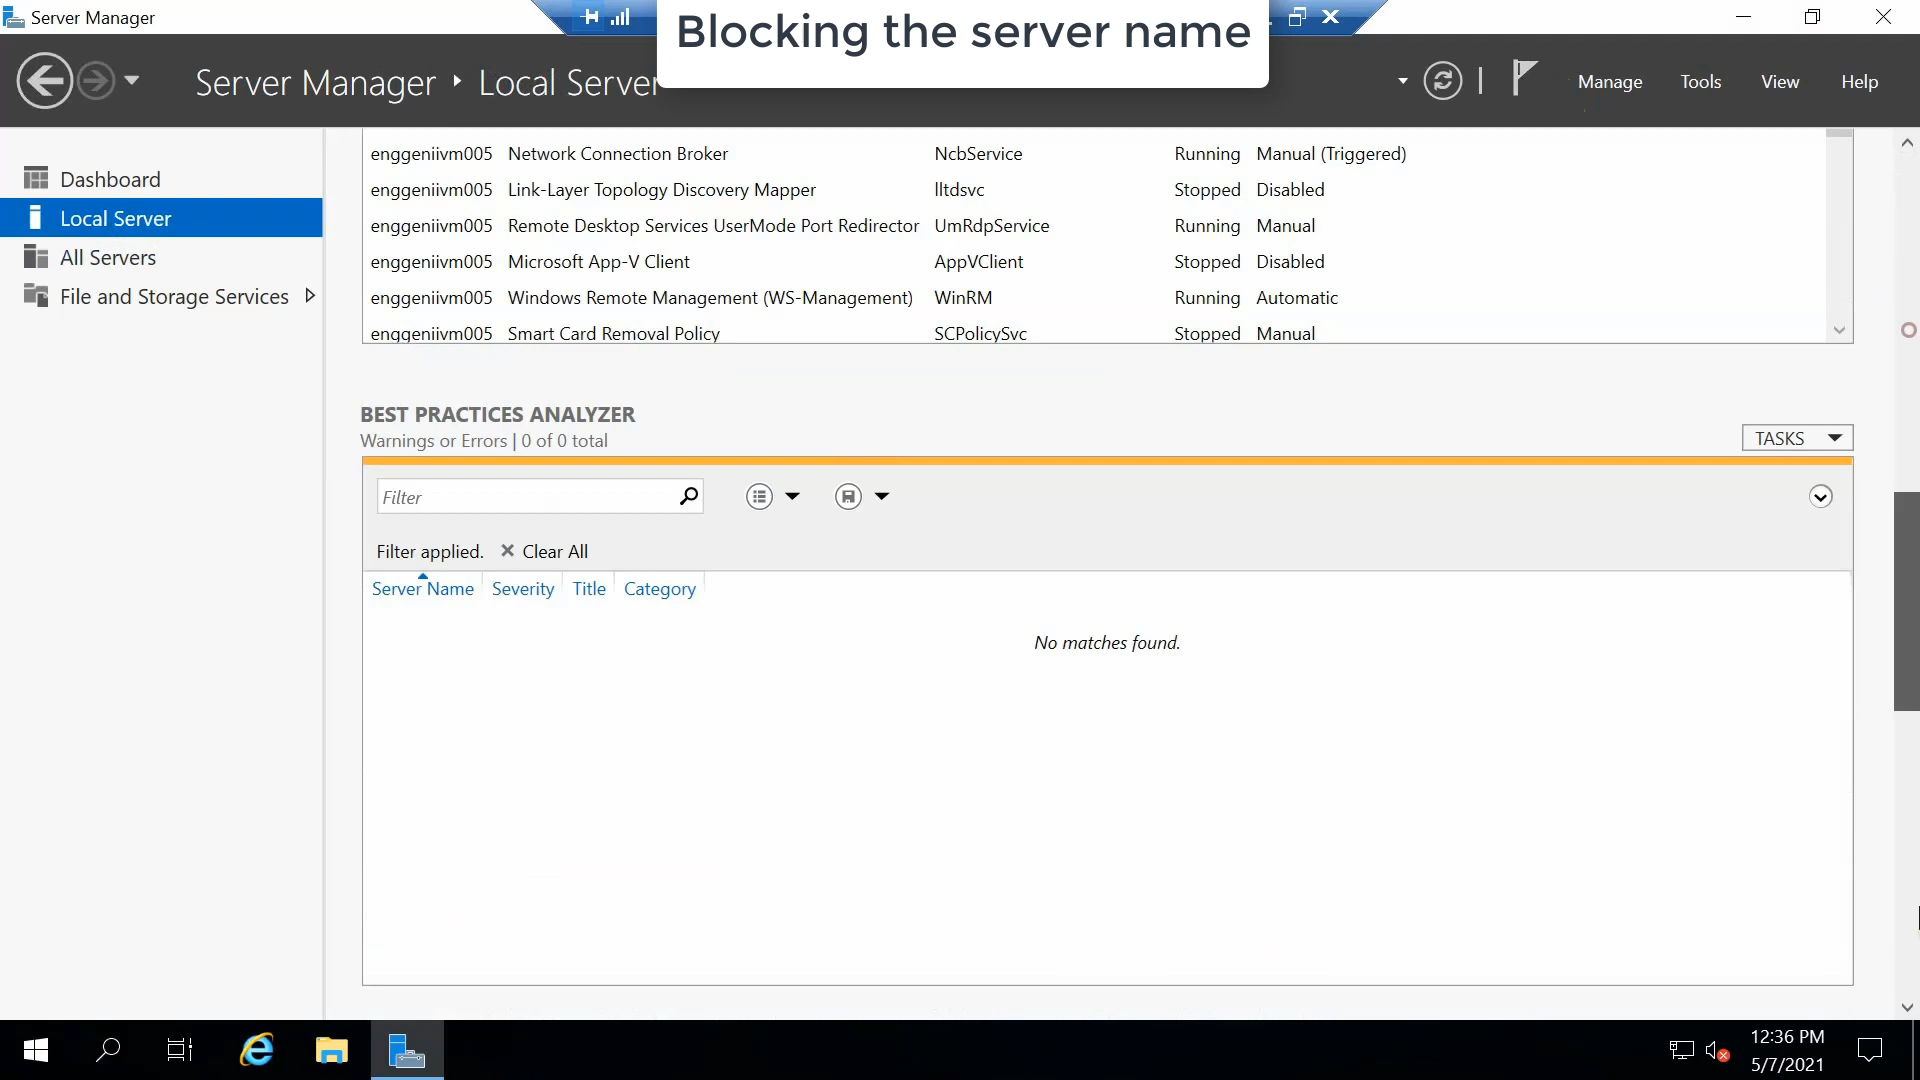 Server Manager
Blocking the server name
Server Manager ‣ Local Server
Manage Tools View Help
Dashboard
Local Server
All Servers
File and Storage Services
enggeniivm005 Network Connection Broker NcbService Running Manual (Triggered)
enggeniivm005 Link-Layer Topology Discovery Mapper lltdsvc Stopped Disabled
enggeniivm005 Remote Desktop Services UserMode Port Redirector UmRdpService Running Manual
enggeniivm005 Microsoft App-V Client AppVClient Stopped Disabled
enggeniivm005 Windows Remote Management (WS-Management) WinRM Running Automatic
enggeniivm005 Smart Card Removal Policy SCPolicySvc Stopped Manual
BEST PRACTICES ANALYZER
Warnings or Errors | 0 of 0 total
TASKS
Filter
Filter applied. Clear All
Server Name Severity Title Category
No matches found.
12:36 PM
5/7/2021